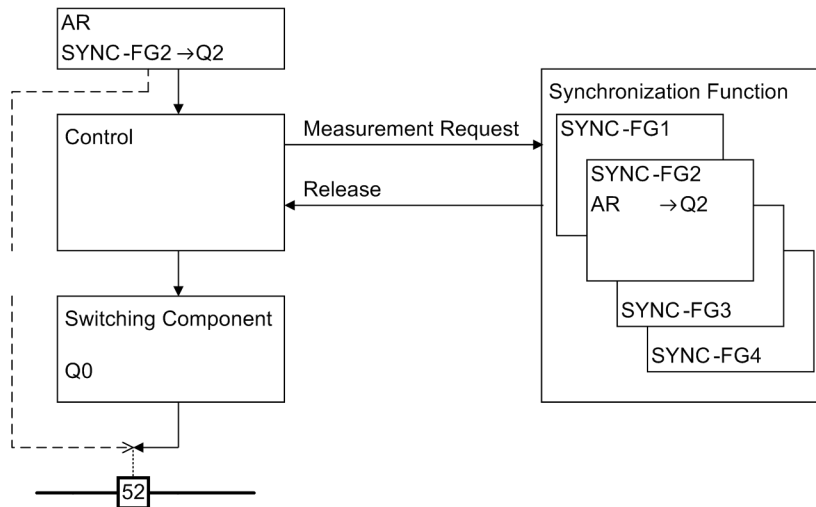 AR
SYNC-FG2 →Q2
Control
Measurement Request
Release
Switching Component
Q0
52
Synchronization Function
SYNC-FG1
SYNC-FG2
AR →Q2
SYNC-FG3
SYNC-FG4